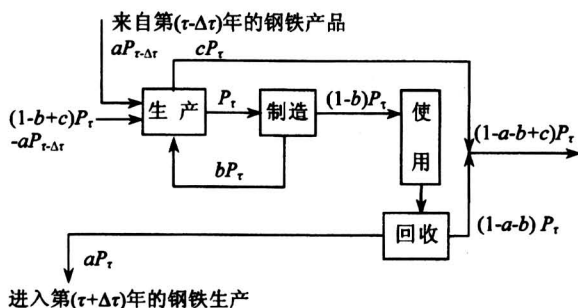 来自第(τ-Δτ)年的钢铁产品
aP_{τ-Δτ}
cP_τ
(1-b+c)P_τ
-aP_{τ-Δτ}
生 产
P_τ
制造
(1-b)P_τ
使
用
(1-a-b+c)P_τ
bP_τ
回收
(1-a-b) P_τ
aP_τ
进入第(τ+Δτ)年的钢铁生产